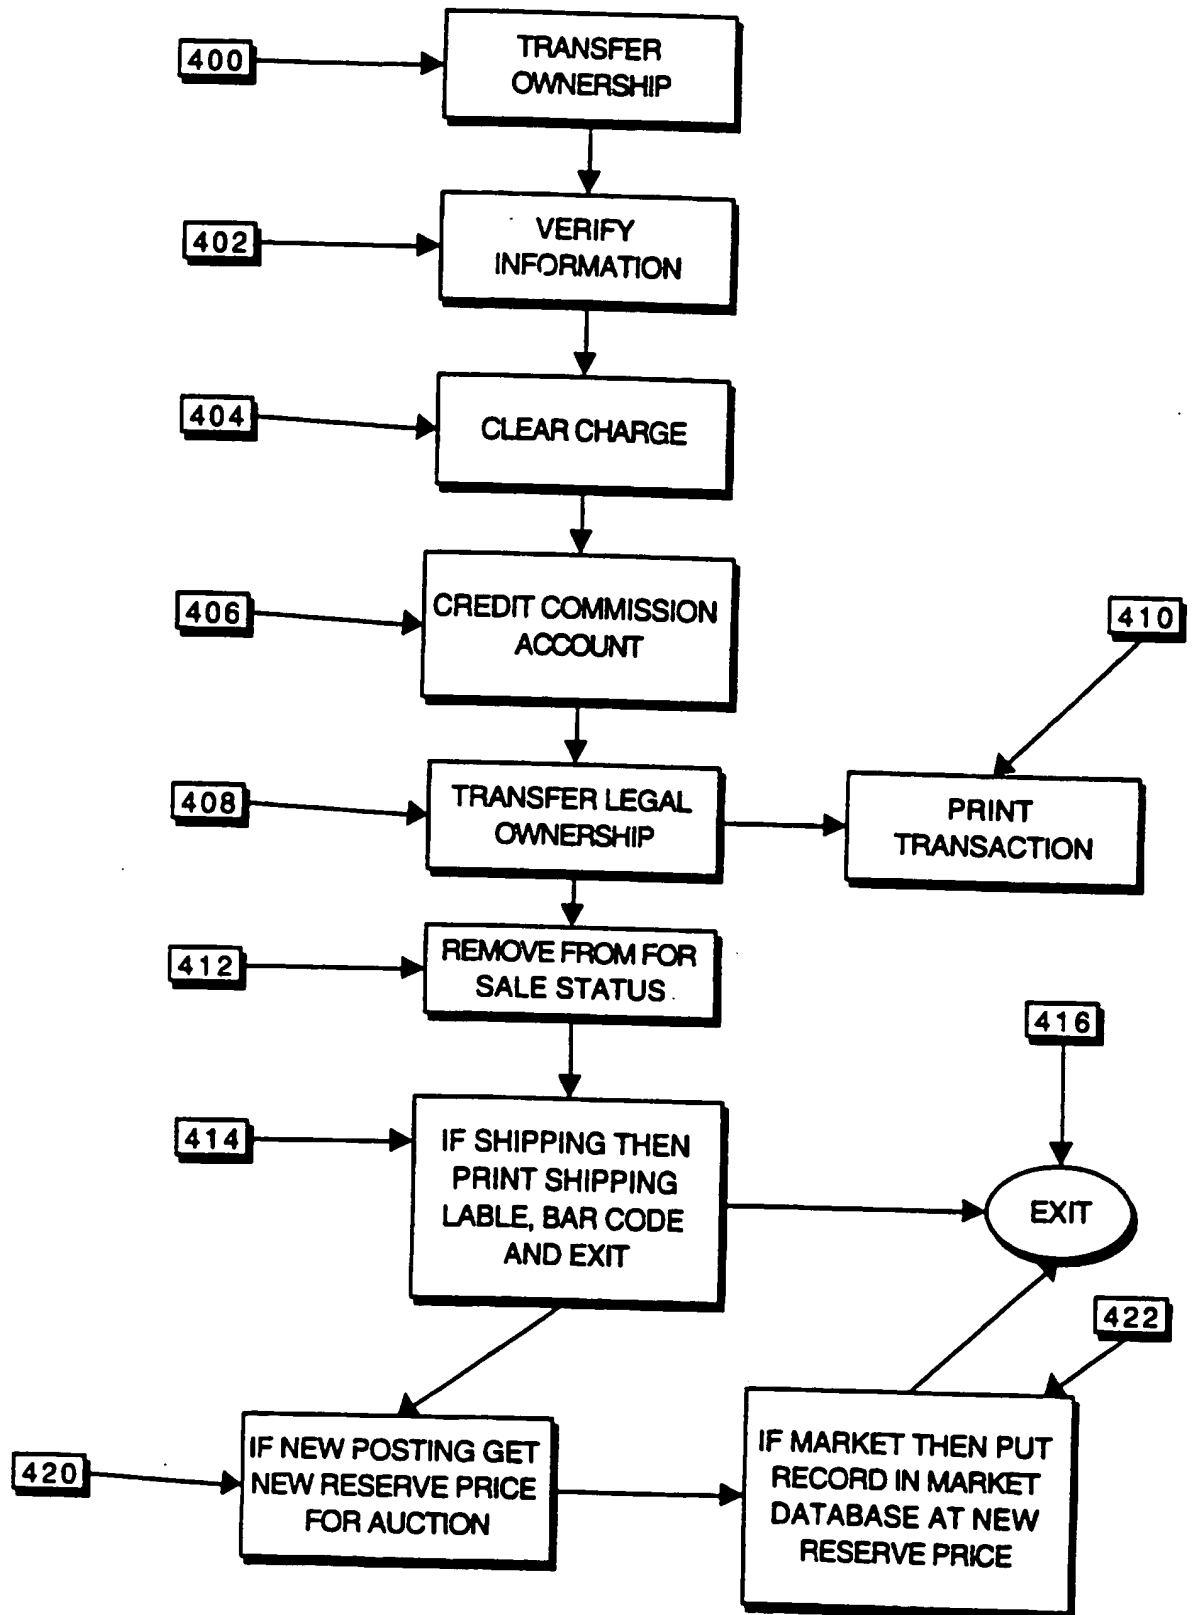 400
TRANSFER
OWNERSHIP
402
VERIFY
INFORMATION
404
CLEAR CHARGE
406
CREDIT COMMISSION
ACCOUNT
410
408
TRANSFER LEGAL
OWNERSHIP
PRINT
TRANSACTION
412
REMOVE FROM FOR
SALE STATUS
416
414
IF SHIPPING THEN
PRINT SHIPPING
LABLE, BAR CODE
AND EXIT
EXIT
422
420
IF NEW POSTING GET
NEW RESERVE PRICE
FOR AUCTION
IF MARKET THEN PUT
RECORD IN MARKET
DATABASE AT NEW
RESERVE PRICE